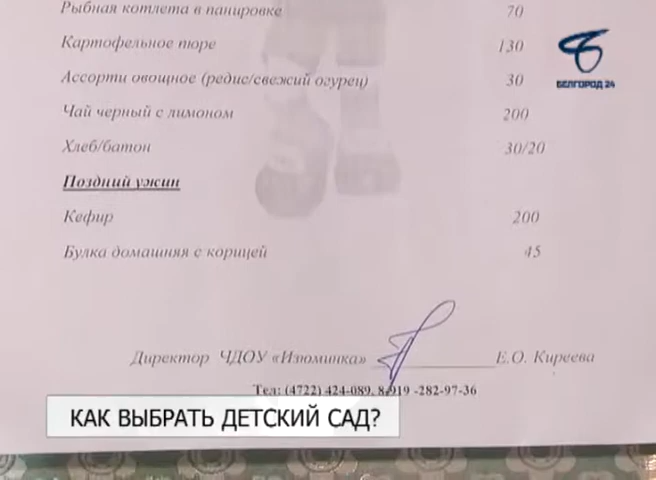 Рыбная котлета в панировке 70
Картофельное пюре 130
БЕЛГОРОД 24
Ассорти овощное (редис/свежий огурец) 30
Чай черный с лимоном 200
Хлеб/батон 30/20
Поздний ужин
Кефир 200
Булка домашняя с корицей 45
Директор ЧДОУ «Изюминка» Е.О. Киреева
Тел: (4722) 424-089, 8-919 -282-97-36
КАК ВЫБРАТЬ ДЕТСКИЙ САД?